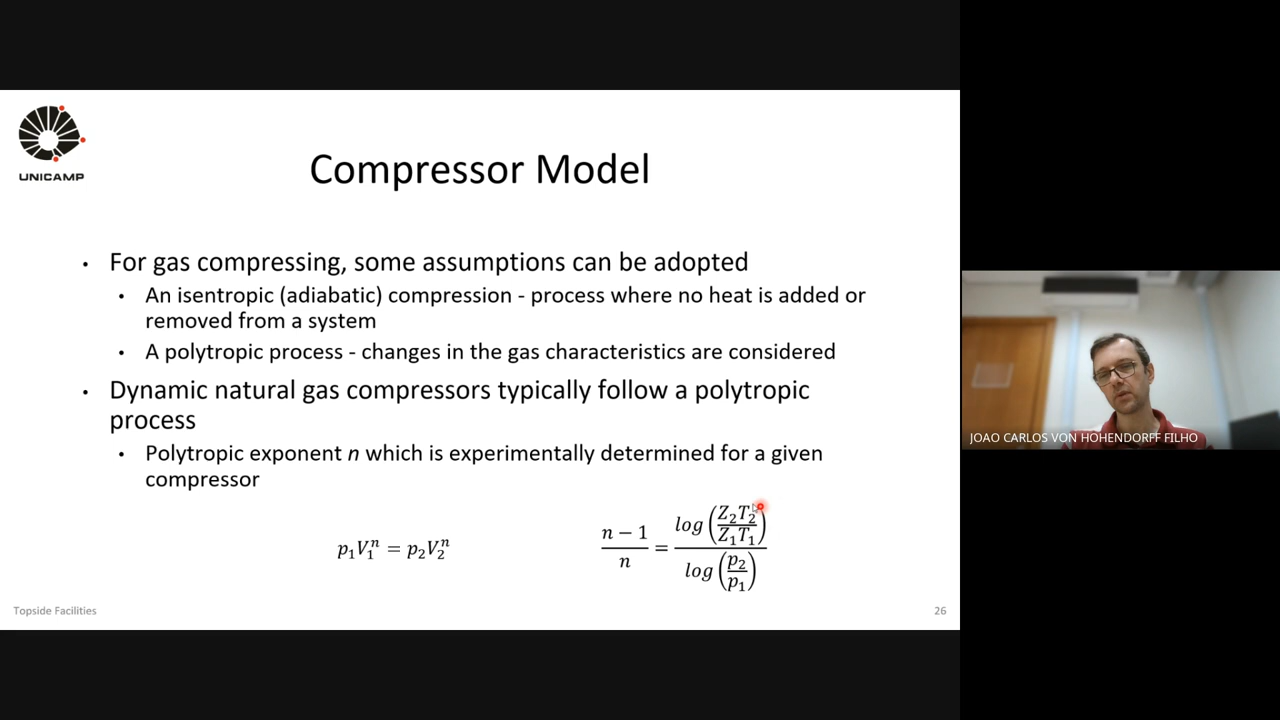 UNICAMP
Compressor Model
• For gas compressing, some assumptions can be adopted
• An isentropic (adiabatic) compression - process where no heat is added or
removed from a system
• A polytropic process - changes in the gas characteristics are considered
• Dynamic natural gas compressors typically follow a polytropic
process
• Polytropic exponent n which is experimentally determined for a given
compressor
p₁V₁ⁿ = p₂V₂ⁿ
(n − 1)/n = log(Z₂T₂/Z₁T₁)/log(p₂/p₁)
Topside Facilities
26
JOAO CARLOS VON HOHENDORFF FILHO